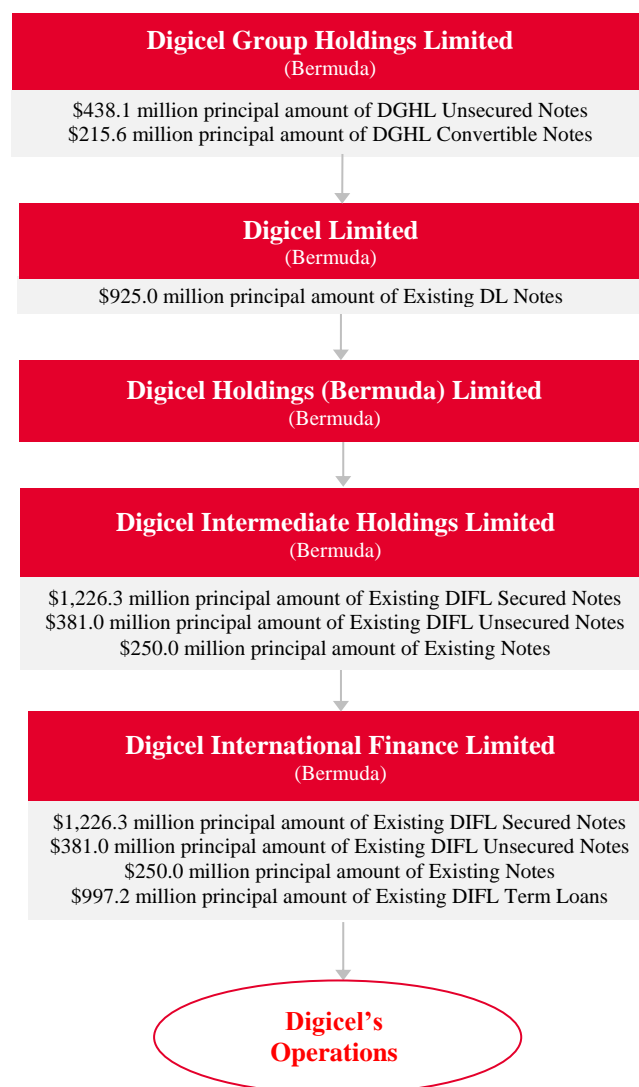 Digicel Group Holdings Limited
(Bermuda)
$438.1 million principal amount of DGHL Unsecured Notes
$215.6 million principal amount of DGHL Convertible Notes
Digicel Limited
(Bermuda)
$925.0 million principal amount of Existing DL Notes
Digicel Holdings (Bermuda) Limited
(Bermuda)
Digicel Intermediate Holdings Limited
(Bermuda)
$1,226.3 million principal amount of Existing DIFL Secured Notes
$381.0 million principal amount of Existing DIFL Unsecured Notes
$250.0 million principal amount of Existing Notes
Digicel International Finance Limited
(Bermuda)
$1,226.3 million principal amount of Existing DIFL Secured Notes
$381.0 million principal amount of Existing DIFL Unsecured Notes
$250.0 million principal amount of Existing Notes
$997.2 million principal amount of Existing DIFL Term Loans
Digicel’s
Operations